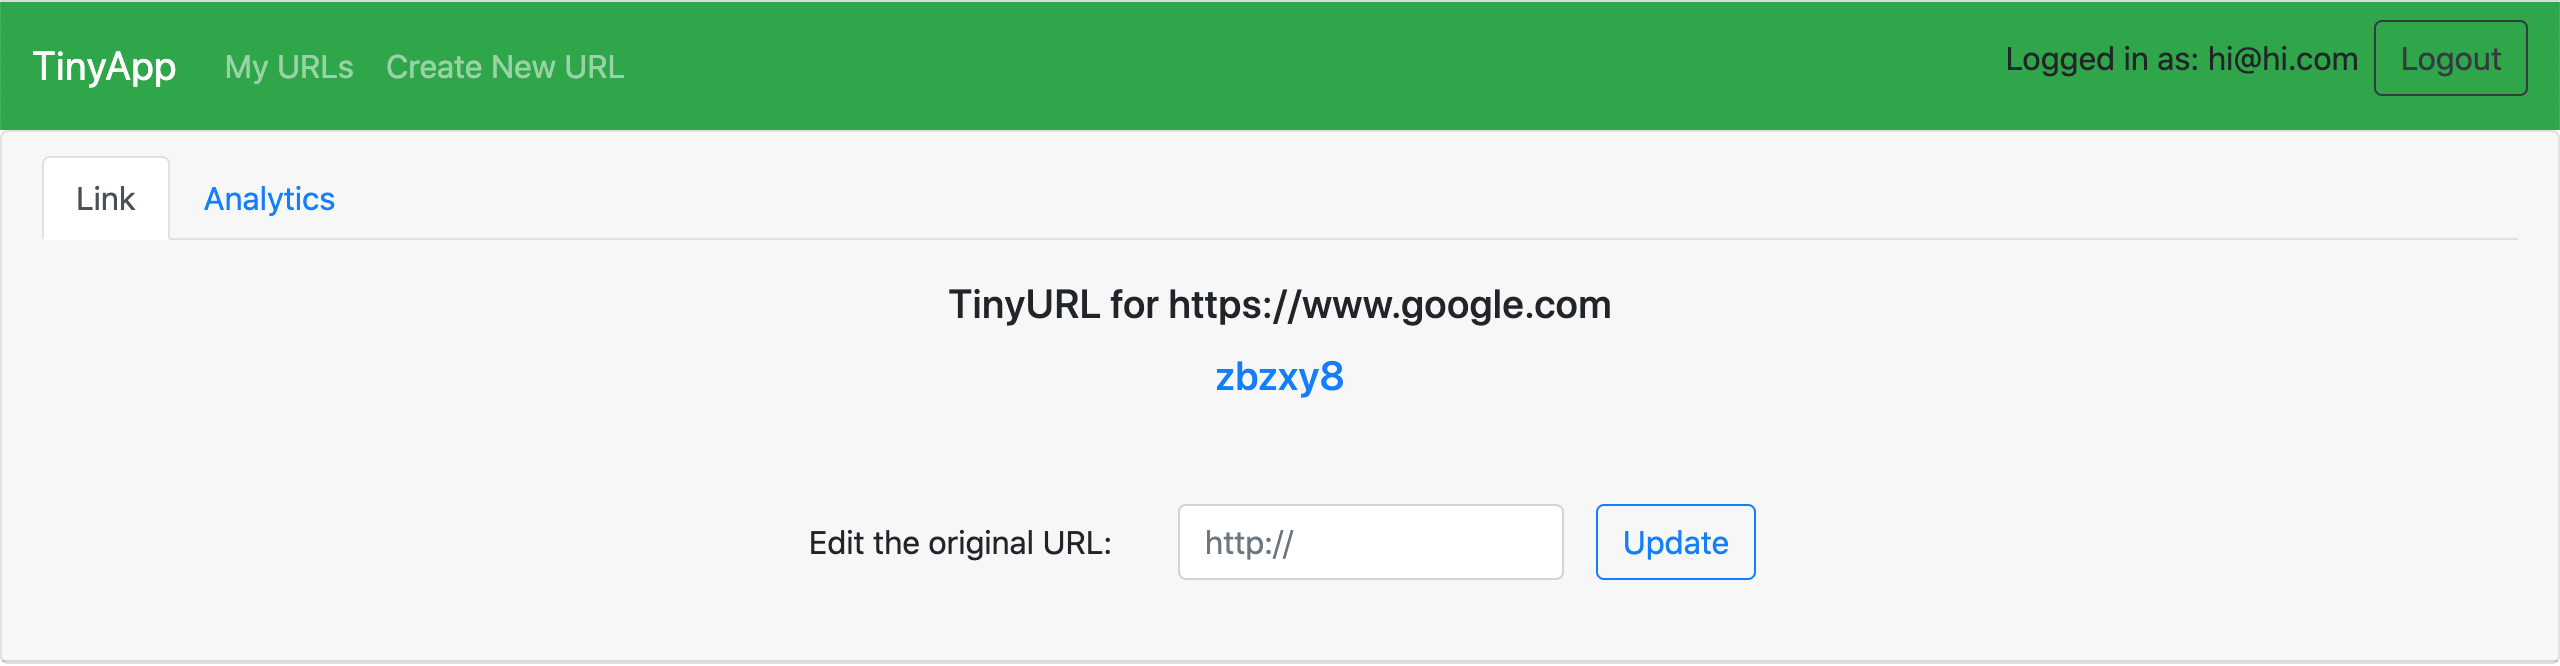 TinyApp My URLs Create New URL Logged in as: hi@hi.com Logout
Link Analytics
TinyURL for https://www.google.com
zbzxy8
Edit the original URL: http:// Update